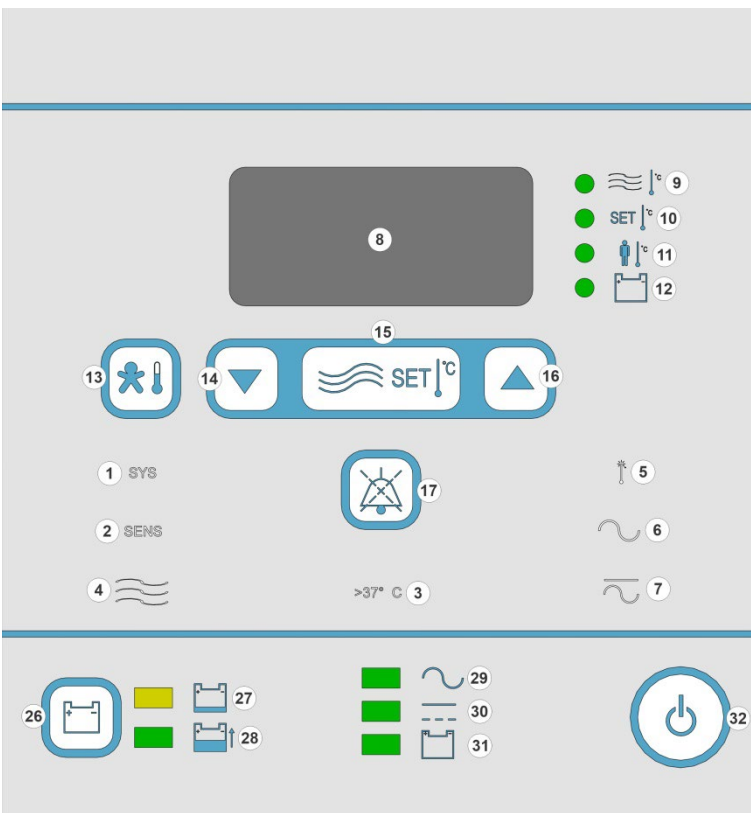 °C 9
8
SET °C 10
°C 11
+ - 12
15
13
14
SET °C
16
1 SYS
17
5
2 SENS
6
4
>37° C 3
7
+ - 27
29
26
+ -
30
+ - 28
+ - 31
32